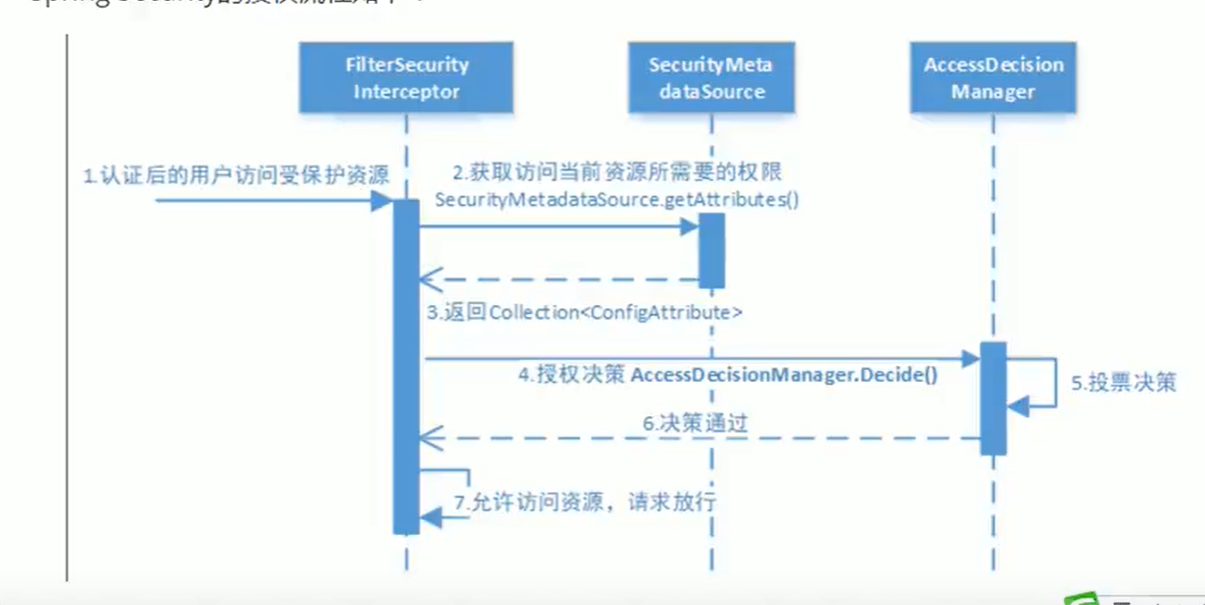 FilterSecurity
Interceptor
SecurityMeta
dataSource
AccessDecision
Manager
1.认证后的用户访问受保护资源
2.获取访问当前资源所需要的权限
SecurityMetadataSource.getAttributes()
3.返回Collection<ConfigAttribute>
4.授权决策 AccessDecisionManager.Decide()
5.投票决策
6.决策通过
7.允许访问资源，请求放行